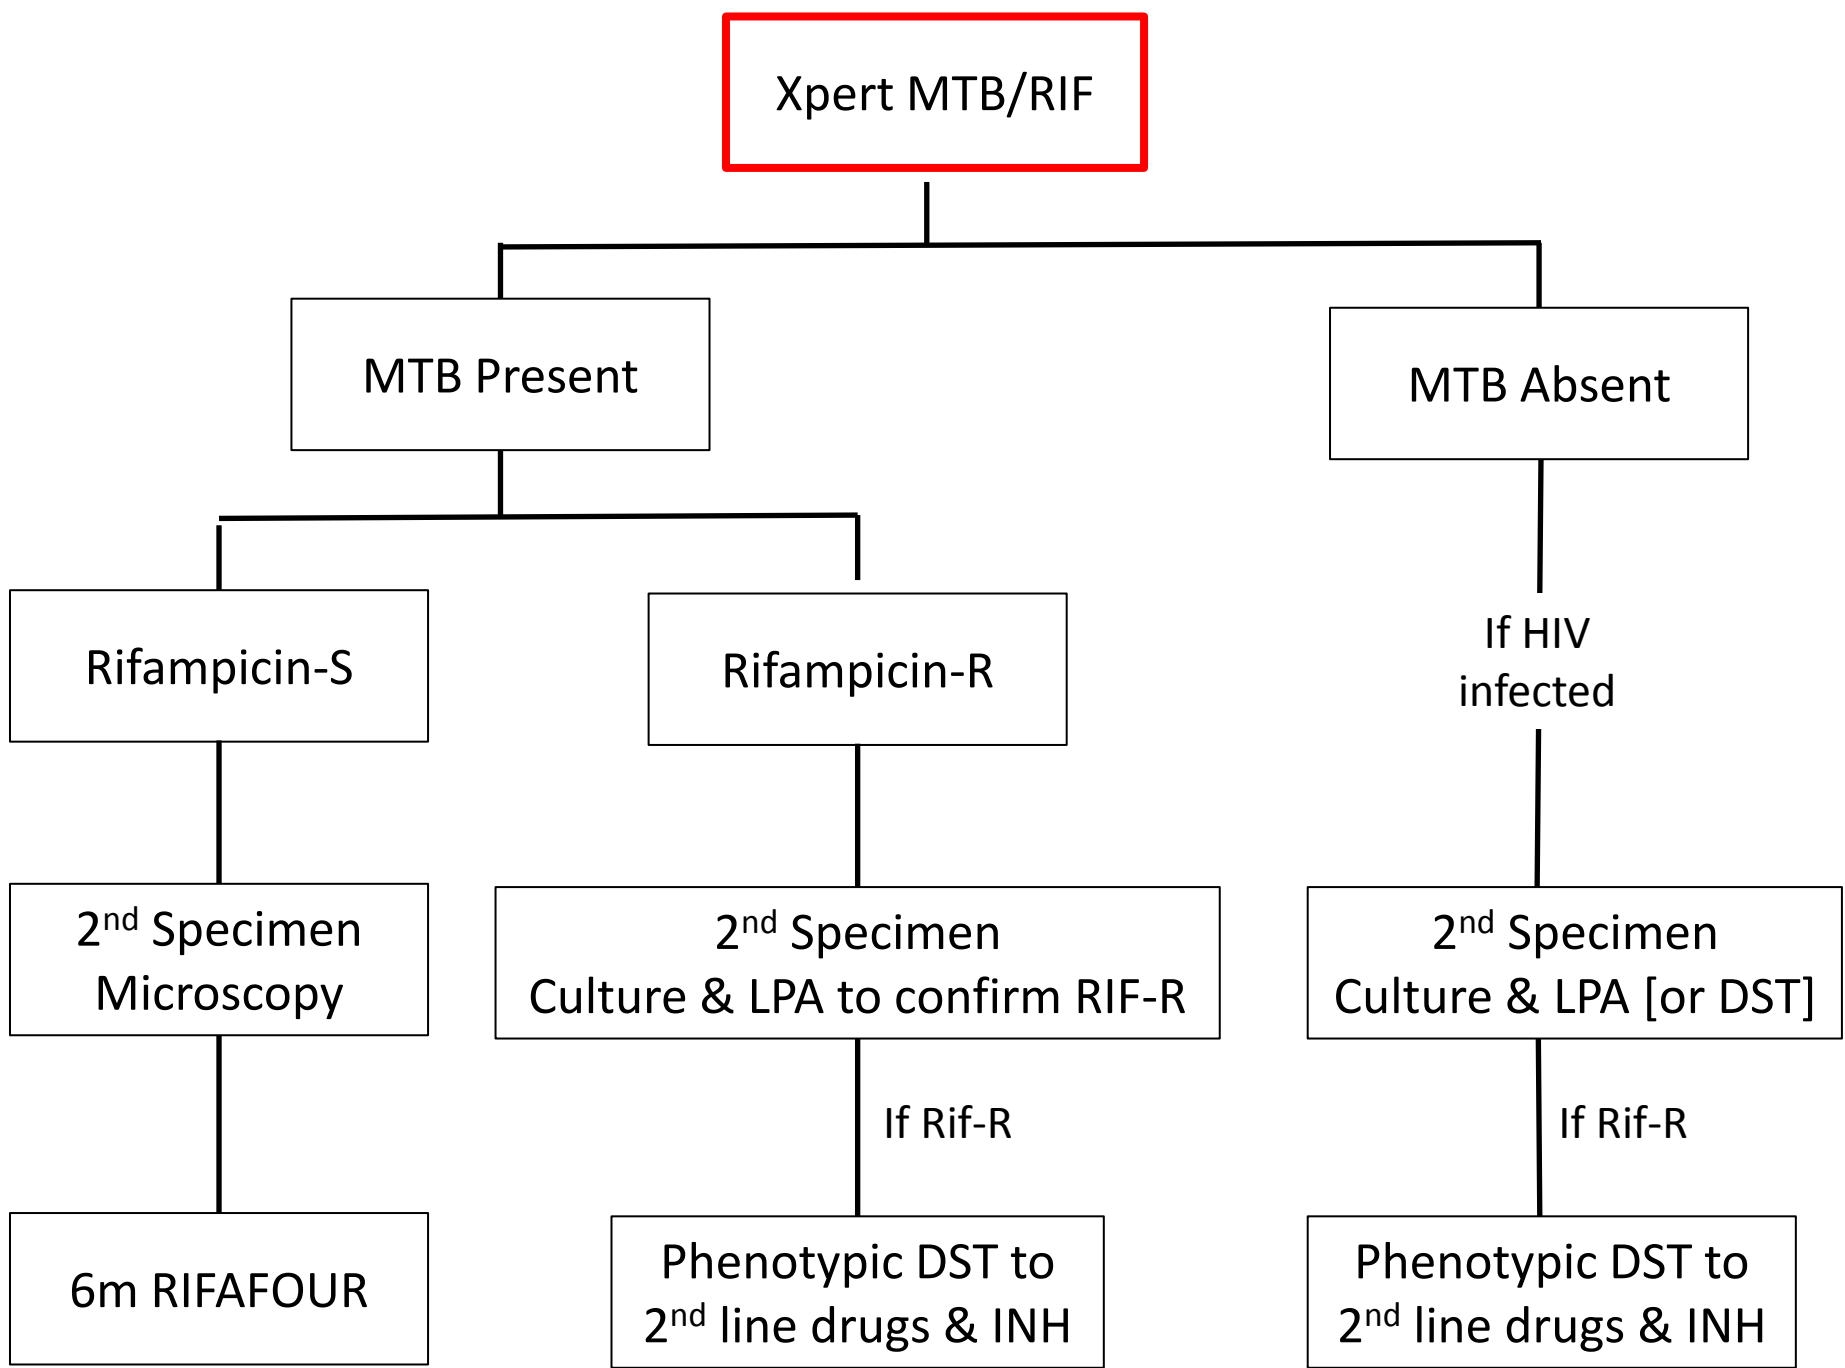 Xpert MTB/RIF
MTB Present
MTB Absent
Rifampicin-S
Rifampicin-R
If HIV
infected
2nd Specimen
Microscopy
2nd Specimen
Culture & LPA to confirm RIF-R
2nd Specimen
Culture & LPA [or DST]
If Rif-R
If Rif-R
6m RIFAFOUR
Phenotypic DST to
2nd line drugs & INH
Phenotypic DST to
2nd line drugs & INH